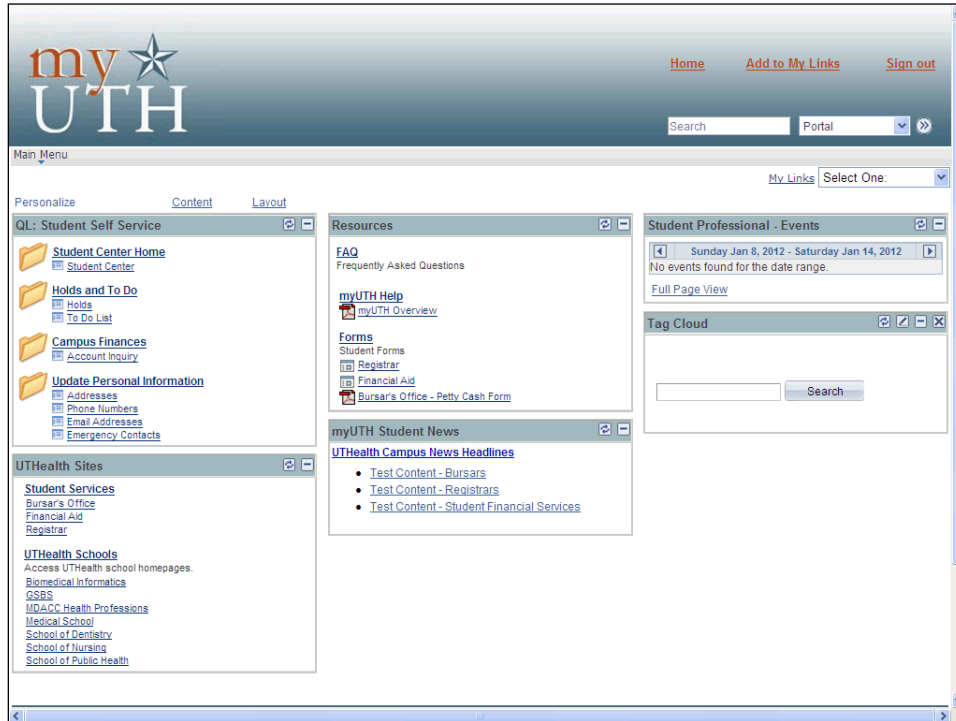 my
UTH
Home Add to My Links Sign out
Search Portal
Main Menu
My Links Select One:
Personalize Content Layout
QL: Student Self Service
Student Center Home
Student Center
Holds and To Do
Holds
To Do List
Campus Finances
Account Inquiry
Update Personal Information
Addresses
Phone Numbers
Email Addresses
Emergency Contacts
UTHealth Sites
Student Services
Bursar's Office
Financial Aid
Registrar
UTHealth Schools
Access UTHealth school homepages.
Biomedical Informatics
GSBS
MDACC Health Professions
Medical School
School of Dentistry
School of Nursing
School of Public Health
Resources
FAQ
Frequently Asked Questions
myUTH Help
myUTH Overview
Forms
Student Forms
Registrar
Financial Aid
Bursar's Office - Petty Cash Form
myUTH Student News
UTHealth Campus News Headlines
Test Content - Bursars
Test Content - Registrars
Test Content - Student Financial Services
Student Professional - Events
Sunday Jan 8, 2012 - Saturday Jan 14, 2012
No events found for the date range.
Full Page View
Tag Cloud
Search